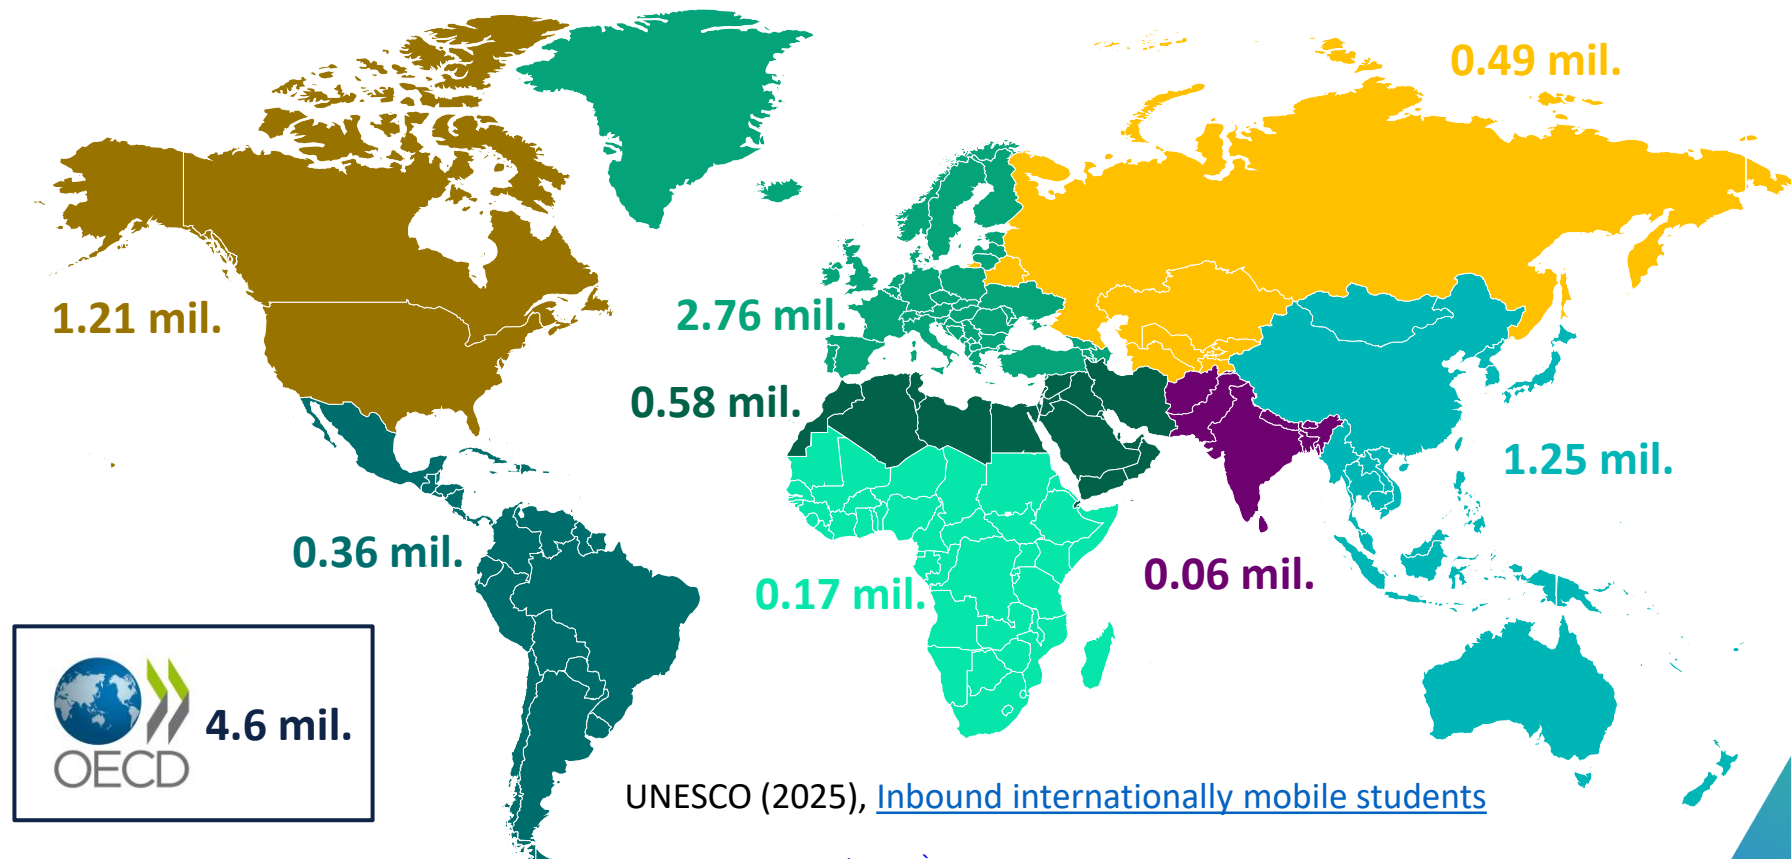 0.49 mil.
1.21 mil.
2.76 mil.
0.58 mil.
1.25 mil.
0.36 mil.
0.17 mil.
0.06 mil.
4.6 mil.
OECD
UNESCO (2025), Inbound internationally mobile students